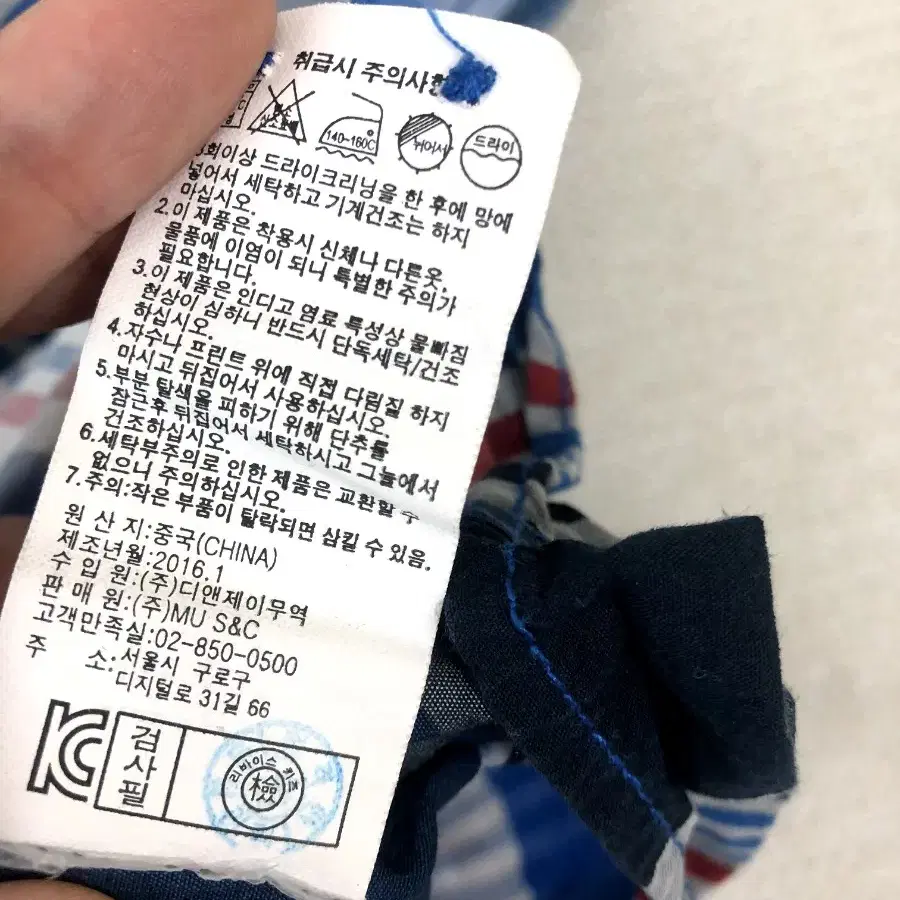 취급시 주의사항
140~160C
드라이
3회이상 드라이크리닝을 한 후에 망에
넣어서 세탁하고 기계건조는 하지
마십시오.
2.이 제품은 착용시 신체나 다른옷,
물품에 이염이 되니 특별한 주의가
필요합니다.
3.이 제품은 인디고 염료 특성상 물빠짐
현상이 심하니 반드시 단독세탁/건조
하십시오.
4.자수나 프린트 위에 직접 다림질 하지
마시고 뒤집어서 사용하십시오.
5.부분 탈색을 피하기 위해 단추를
잠근후 뒤집어서 세탁하시고 그늘에서
건조하십시오.
6.세탁부주의로 인한 제품은 교환할 수
없으니 주의하십시오.
7.주의:작은 부품이 탈락되면 삼킬 수 있음.
원 산 지:중국(CHINA)
제조년월:2016.1
수 입 원:(주)디앤제이무역
판 매 원:(주)MU S&C
고객만족실:02-850-0500
주 소:서울시 구로구
디지털로 31길 66
KC
검사필
리바이스 키즈
檢